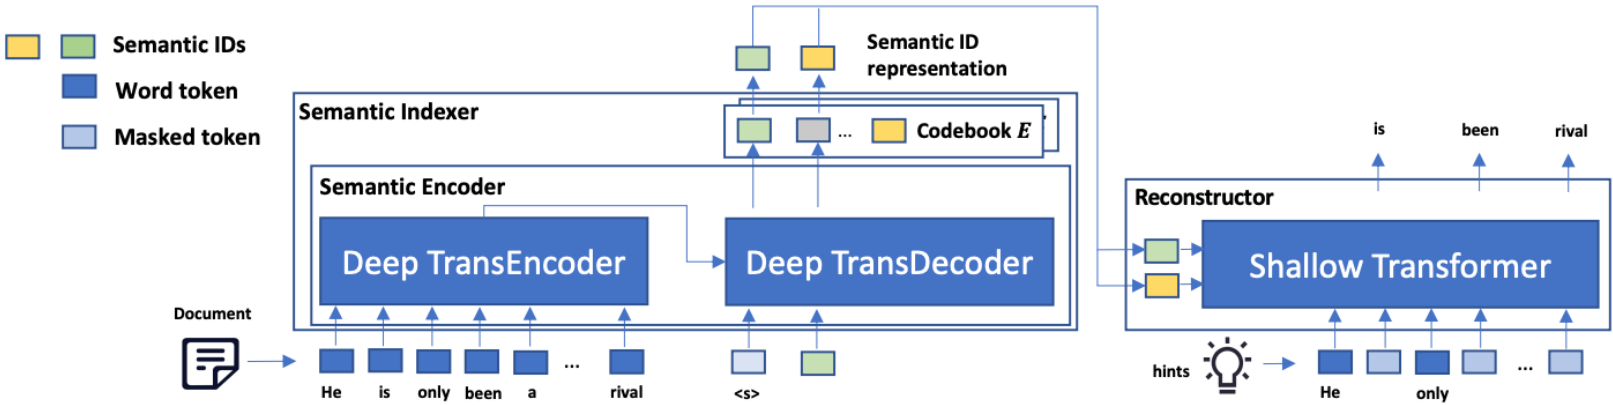 Semantic IDs
Word token
Masked token
Semantic ID
representation
Semantic Indexer
... Codebook E
Semantic Encoder
Deep TransEncoder
Deep TransDecoder
Document
...
He is only been a rival
<s>
is been rival
Reconstructor
Shallow Transformer
hints
...
He only